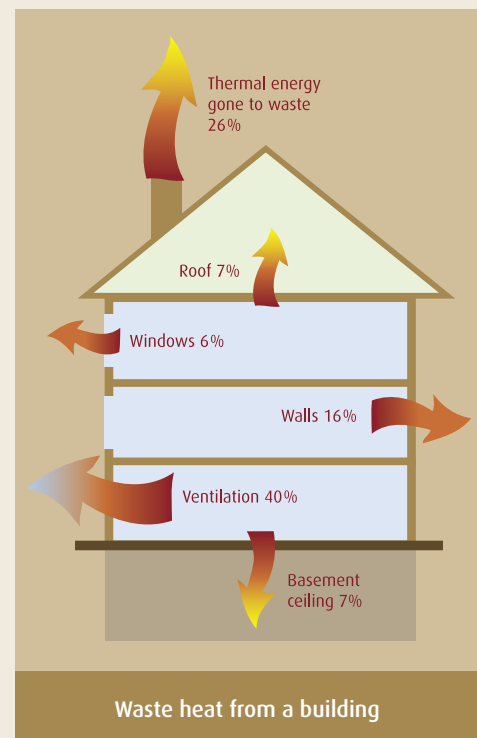 Thermal energy
gone to waste
26%
Roof 7%
Windows 6%
Walls 16%
Ventilation 40%
Basement
ceiling 7%
Waste heat from a building